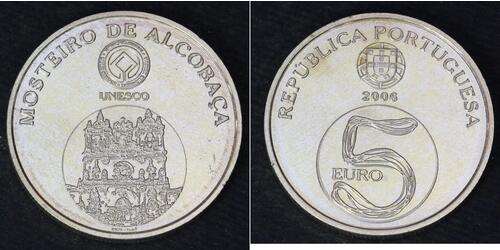 MOSTEIRO DE ALCOBAÇA
UNESCO
REPÚBLICA PORTUGUESA
2006
5
EURO